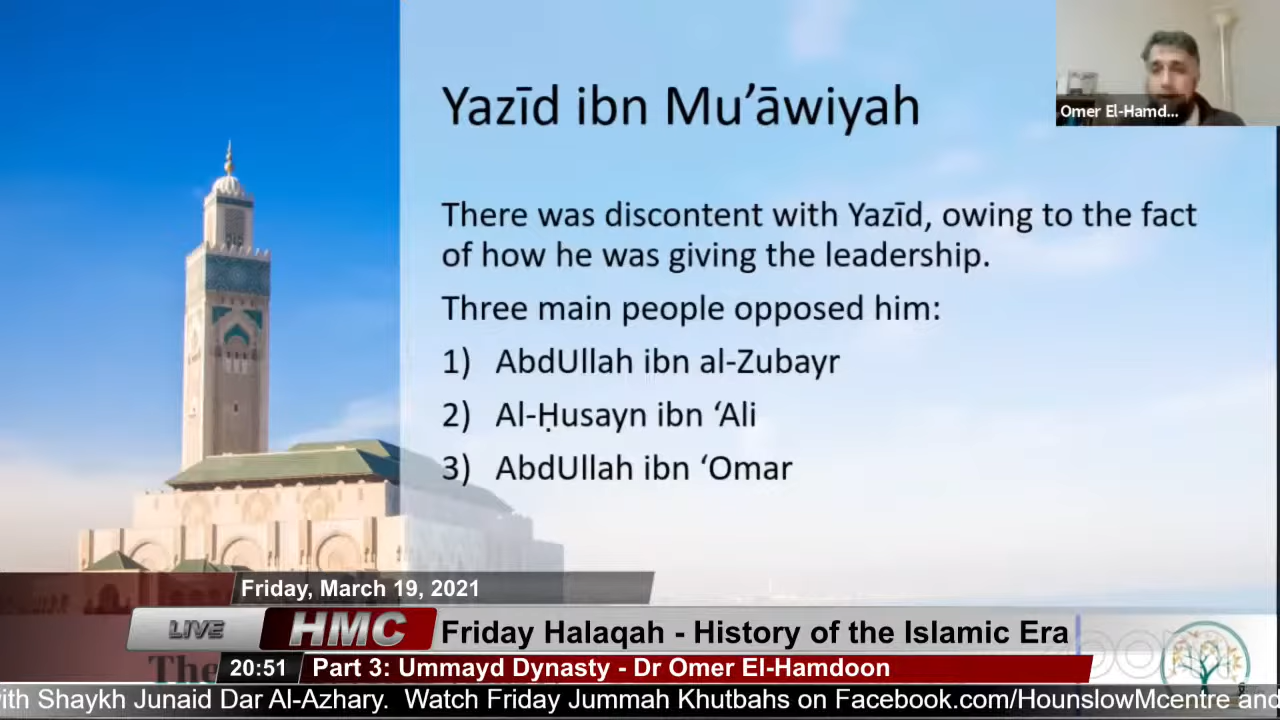 Yazīd ibn Mu’āwiyah
Omer El-Hamd...
There was discontent with Yazīd, owing to the fact
of how he was giving the leadership.
Three main people opposed him:
1) AbdUllah ibn al-Zubayr
2) Al-Ḥusayn ibn ‘Ali
3) AbdUllah ibn ‘Omar
Friday, March 19, 2021
LIVE HMC Friday Halaqah - History of the Islamic Era
The
20:51 Part 3: Ummayd Dynasty - Dr Omer El-Hamdoon
with Shaykh Junaid Dar Al-Azhary. Watch Friday Jummah Khutbahs on Facebook.com/HounslowMcentre and